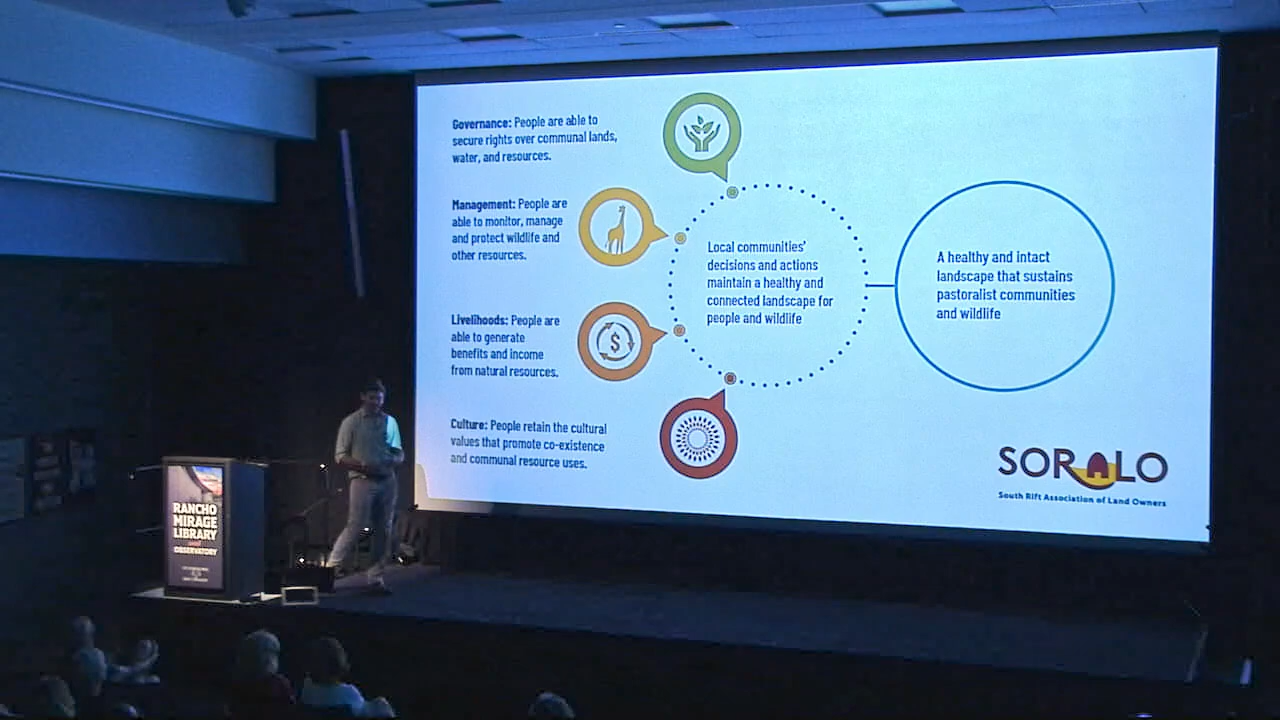 Governance: People are able to
secure rights over communal lands,
water, and resources.
Management: People are
able to monitor, manage
and protect wildlife and
other resources.
Livelihoods: People are
able to generate
benefits and income
from natural resources.
Culture: People retain the cultural
values that promote co-existence
and communal resource uses.
$
Local communities'
decisions and actions
maintain a healthy and
connected landscape for
people and wildlife
A healthy and intact
landscape that sustains
pastoralist communities
and wildlife
SORALO
South Rift Association of Land Owners
RANCHO
MIRAGE
LIBRARY
and
OBSERVATORY